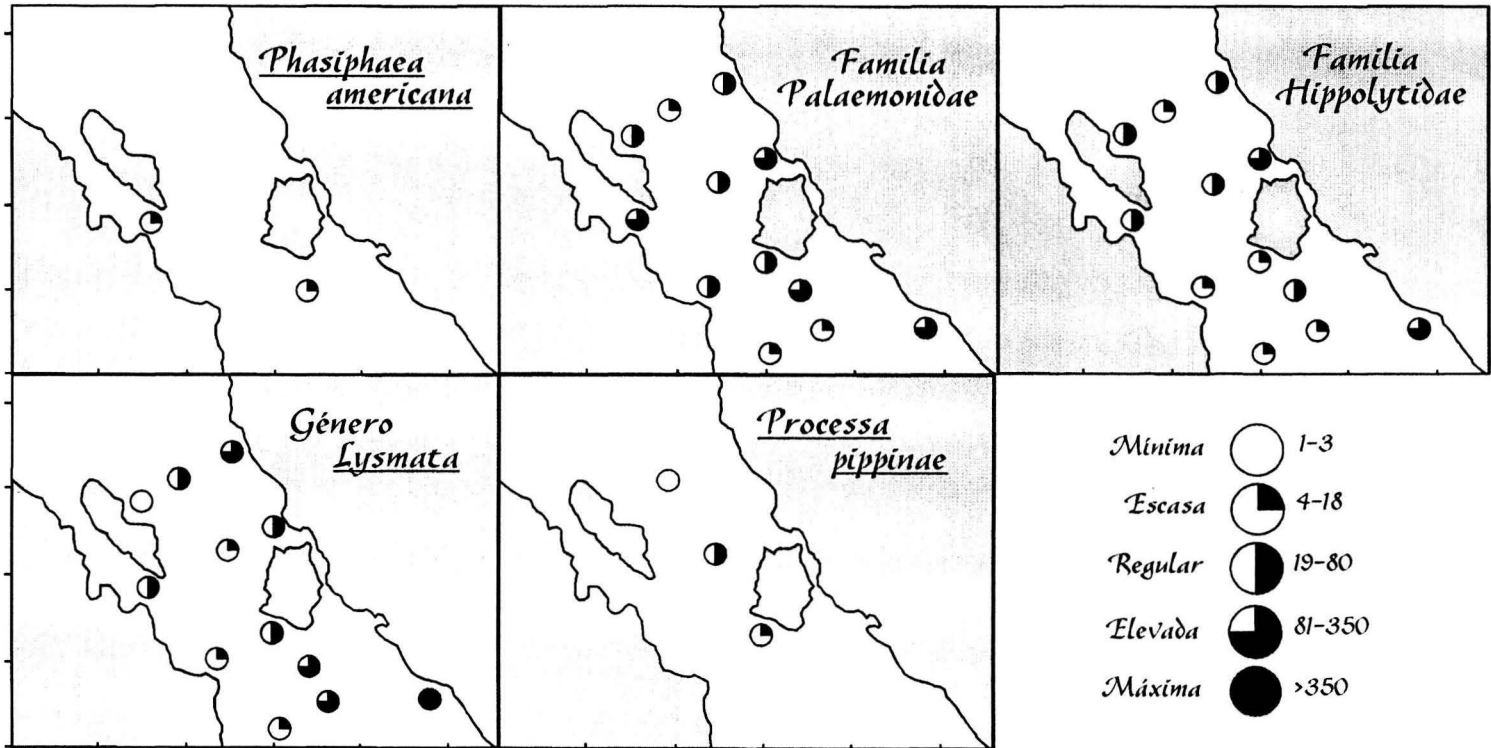 Phasiphaea
americana
Familia
Palaemonidae
Familia
Hippolytidae
Género
Lysmata
Processa
pippinae
Mínima 1-3
Escasa 4-18
Regular 19-80
Elevada 81-350
Máxima >350